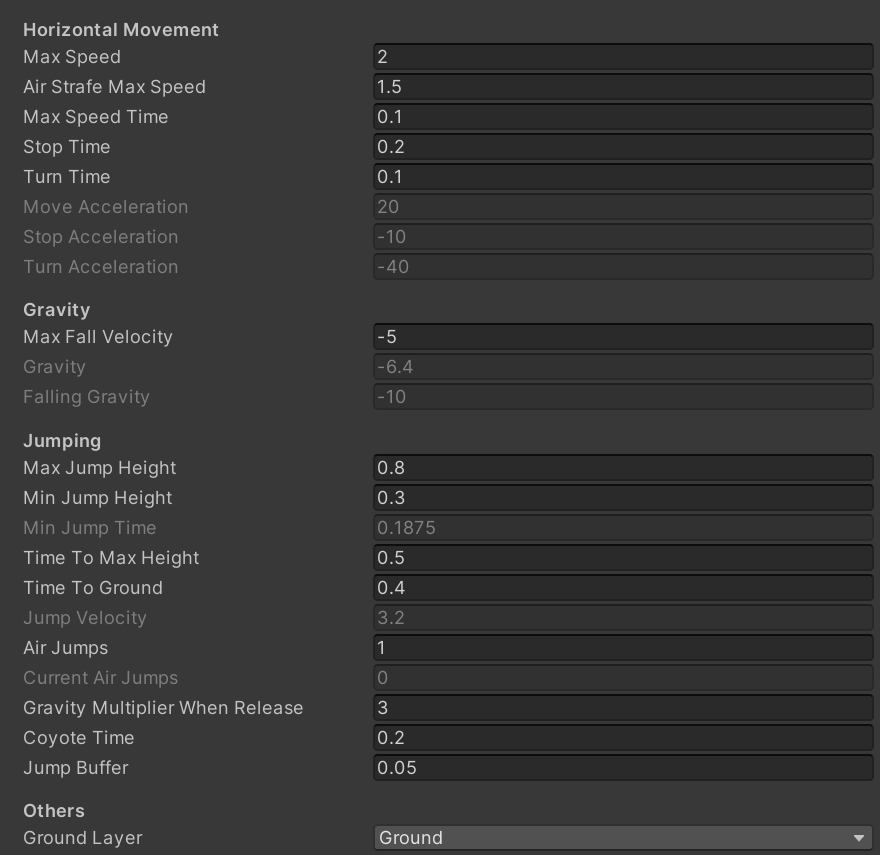 Horizontal Movement
Max Speed 2
Air Strafe Max Speed 1.5
Max Speed Time 0.1
Stop Time 0.2
Turn Time 0.1
Move Acceleration 20
Stop Acceleration -10
Turn Acceleration -40
Gravity
Max Fall Velocity -5
Gravity -6.4
Falling Gravity -10
Jumping
Max Jump Height 0.8
Min Jump Height 0.3
Min Jump Time 0.1875
Time To Max Height 0.5
Time To Ground 0.4
Jump Velocity 3.2
Air Jumps 1
Current Air Jumps 0
Gravity Multiplier When Release 3
Coyote Time 0.2
Jump Buffer 0.05
Others
Ground Layer Ground